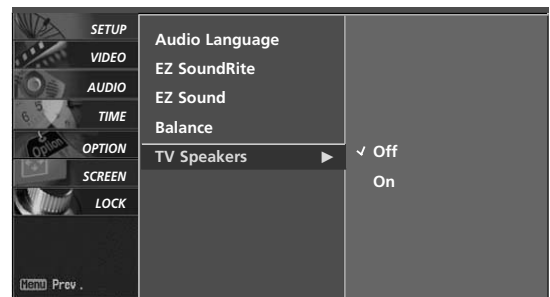 SETUP
VIDEO
AUDIO
TIME
OPTION
SCREEN
LOCK
Menu Prev .
Audio Language
EZ SoundRite
EZ Sound
Balance
TV Speakers ▶
✓ Off
On
Option